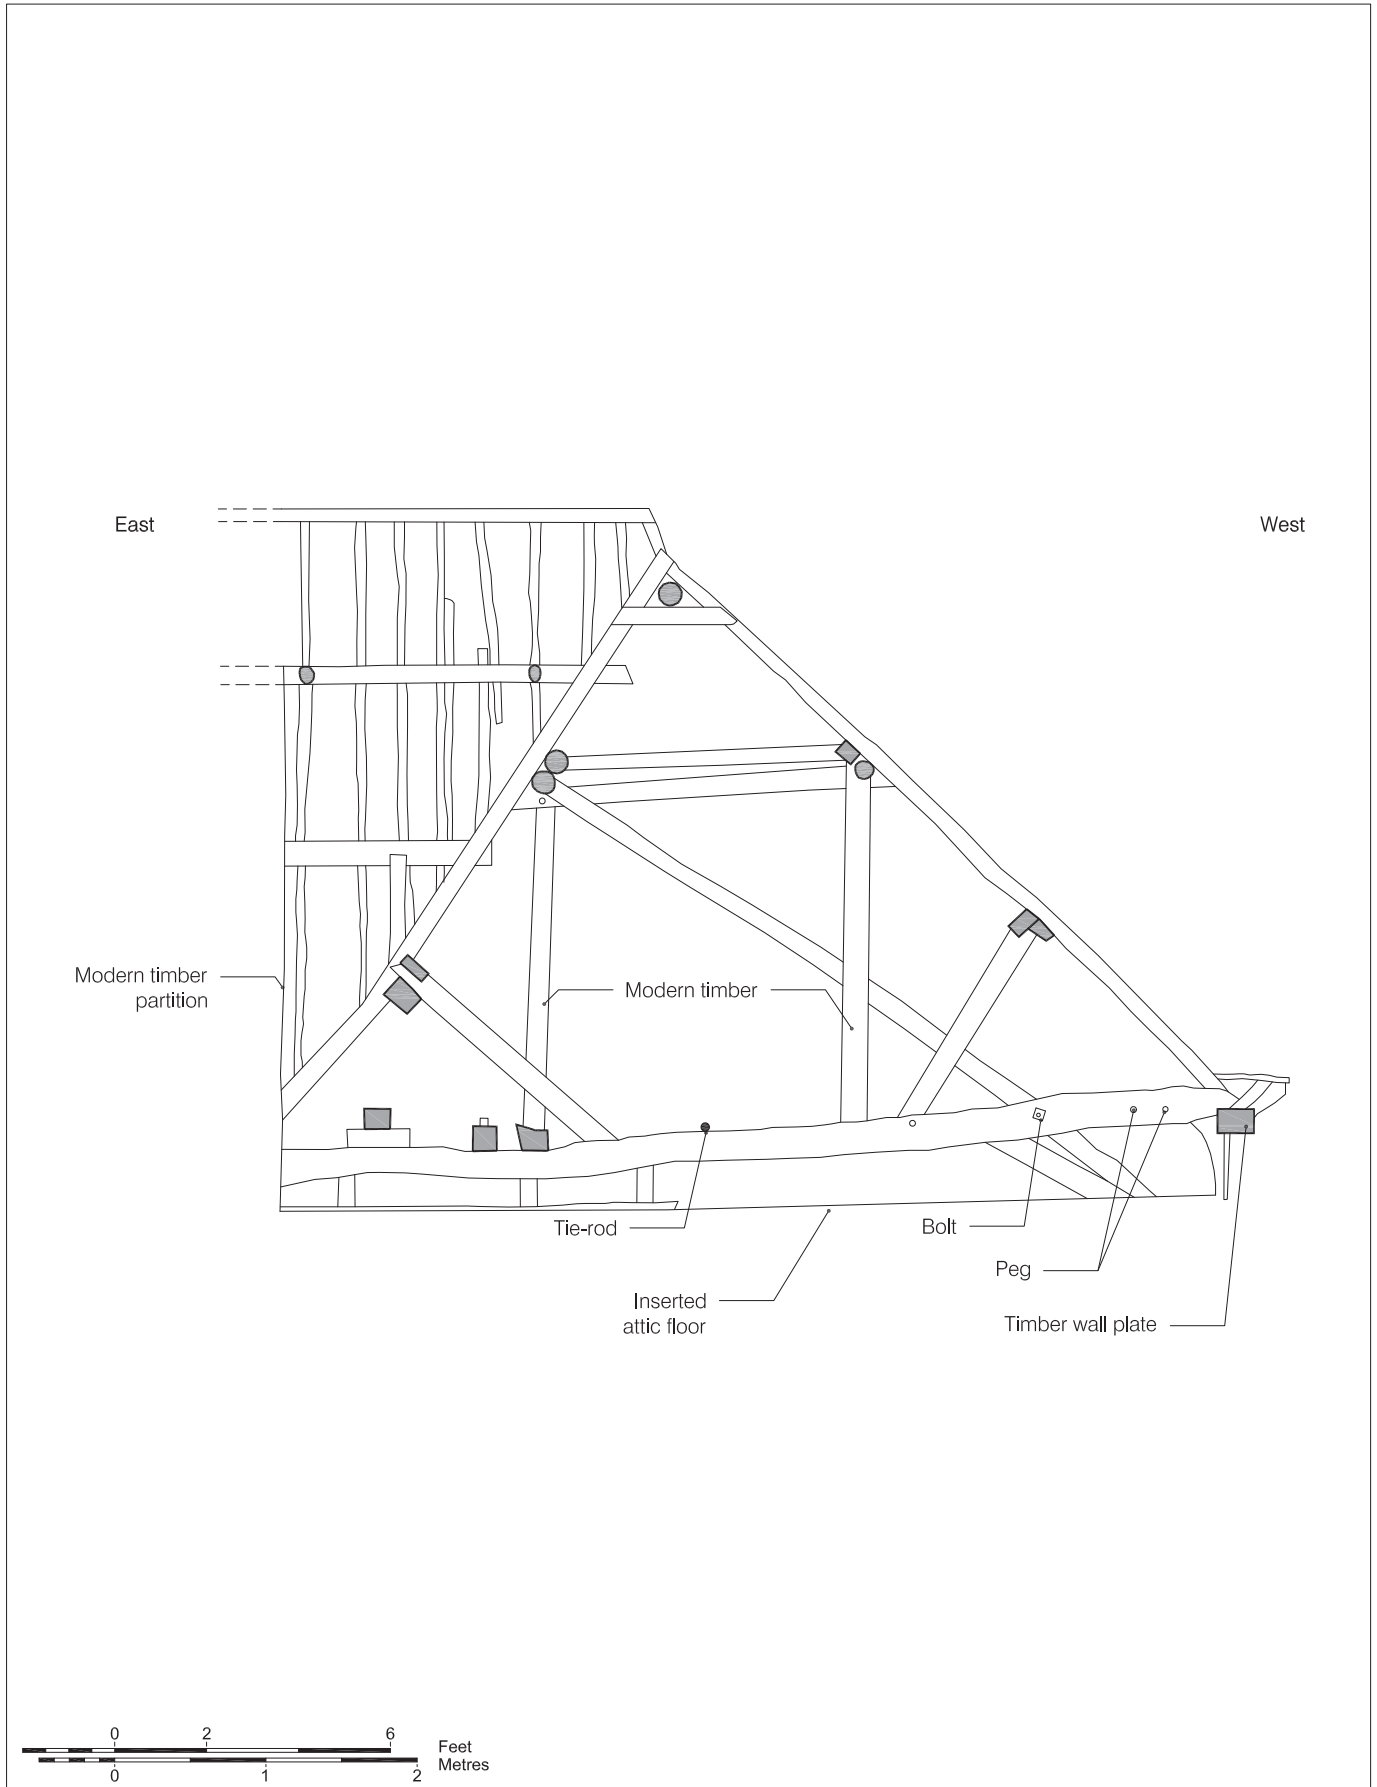 East
West
Modern timber
partition
Modern timber
Tie-rod
Bolt
Peg
Inserted
attic floor
Timber wall plate
0 2 6
Feet
Metres
0 1 2